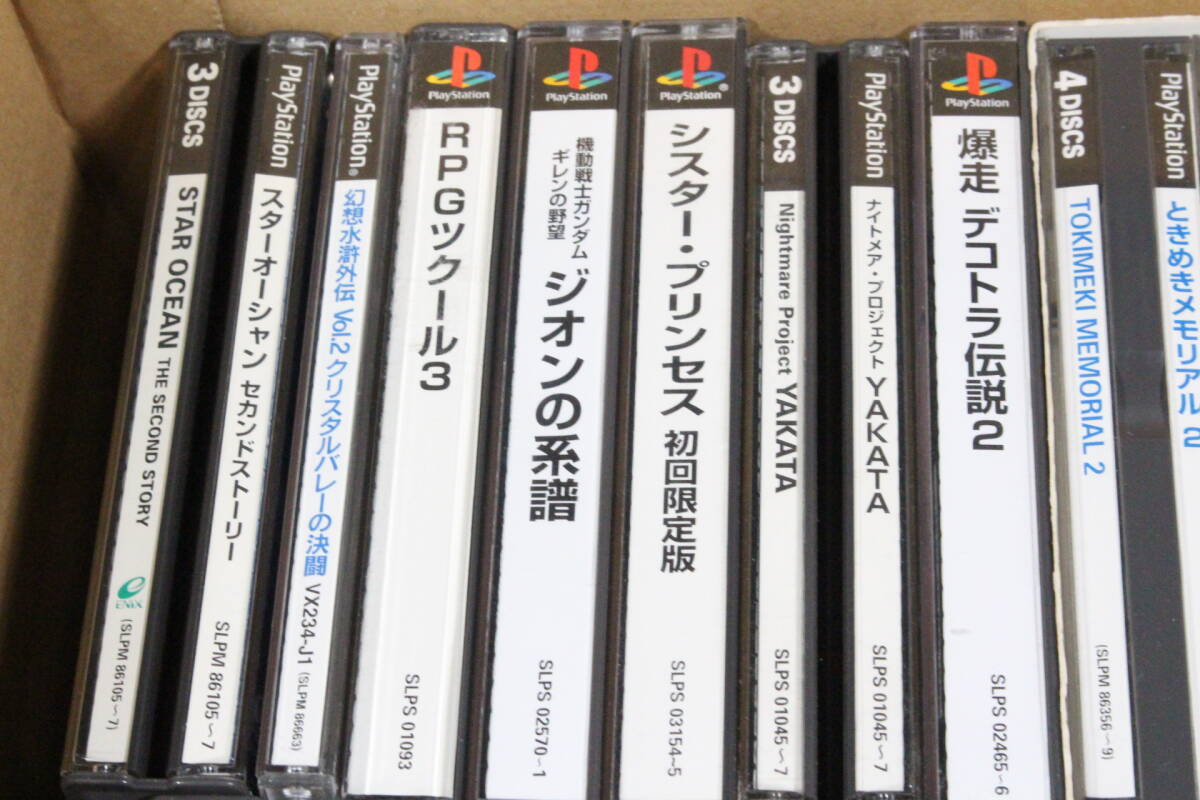 3 DISCS
STAR OCEAN THE SECOND STORY
ENIX
(SLPM 86105～7)
PlayStation
スターオーシャン セカンドストーリー
SLPM 86105～7
PlayStation®
幻想水滸外伝 Vol.2 クリスタルバレーの決闘
VX234-J1 (SLPM 86663)
PlayStation
RPGツクール3
SLPS 01093
PlayStation
機動戦士ガンダム
ギレンの野望
ジオンの系譜
SLPS 02570～1
PlayStation®
シスター・プリンセス 初回限定版
SLPS 03154～5
3 DISCS
Nightmare Project YAKATA
SLPS 01045～7
PlayStation
ナイトメア・プロジェクト YAKATA
SLPS 01045～7
PlayStation
爆走 デコトラ伝説2
SLPS 02465～6
4 DISCS
TOKIMEKI MEMORIAL 2
(SLPM 86356～9)
PlayStation
ときめきメモリアル 2